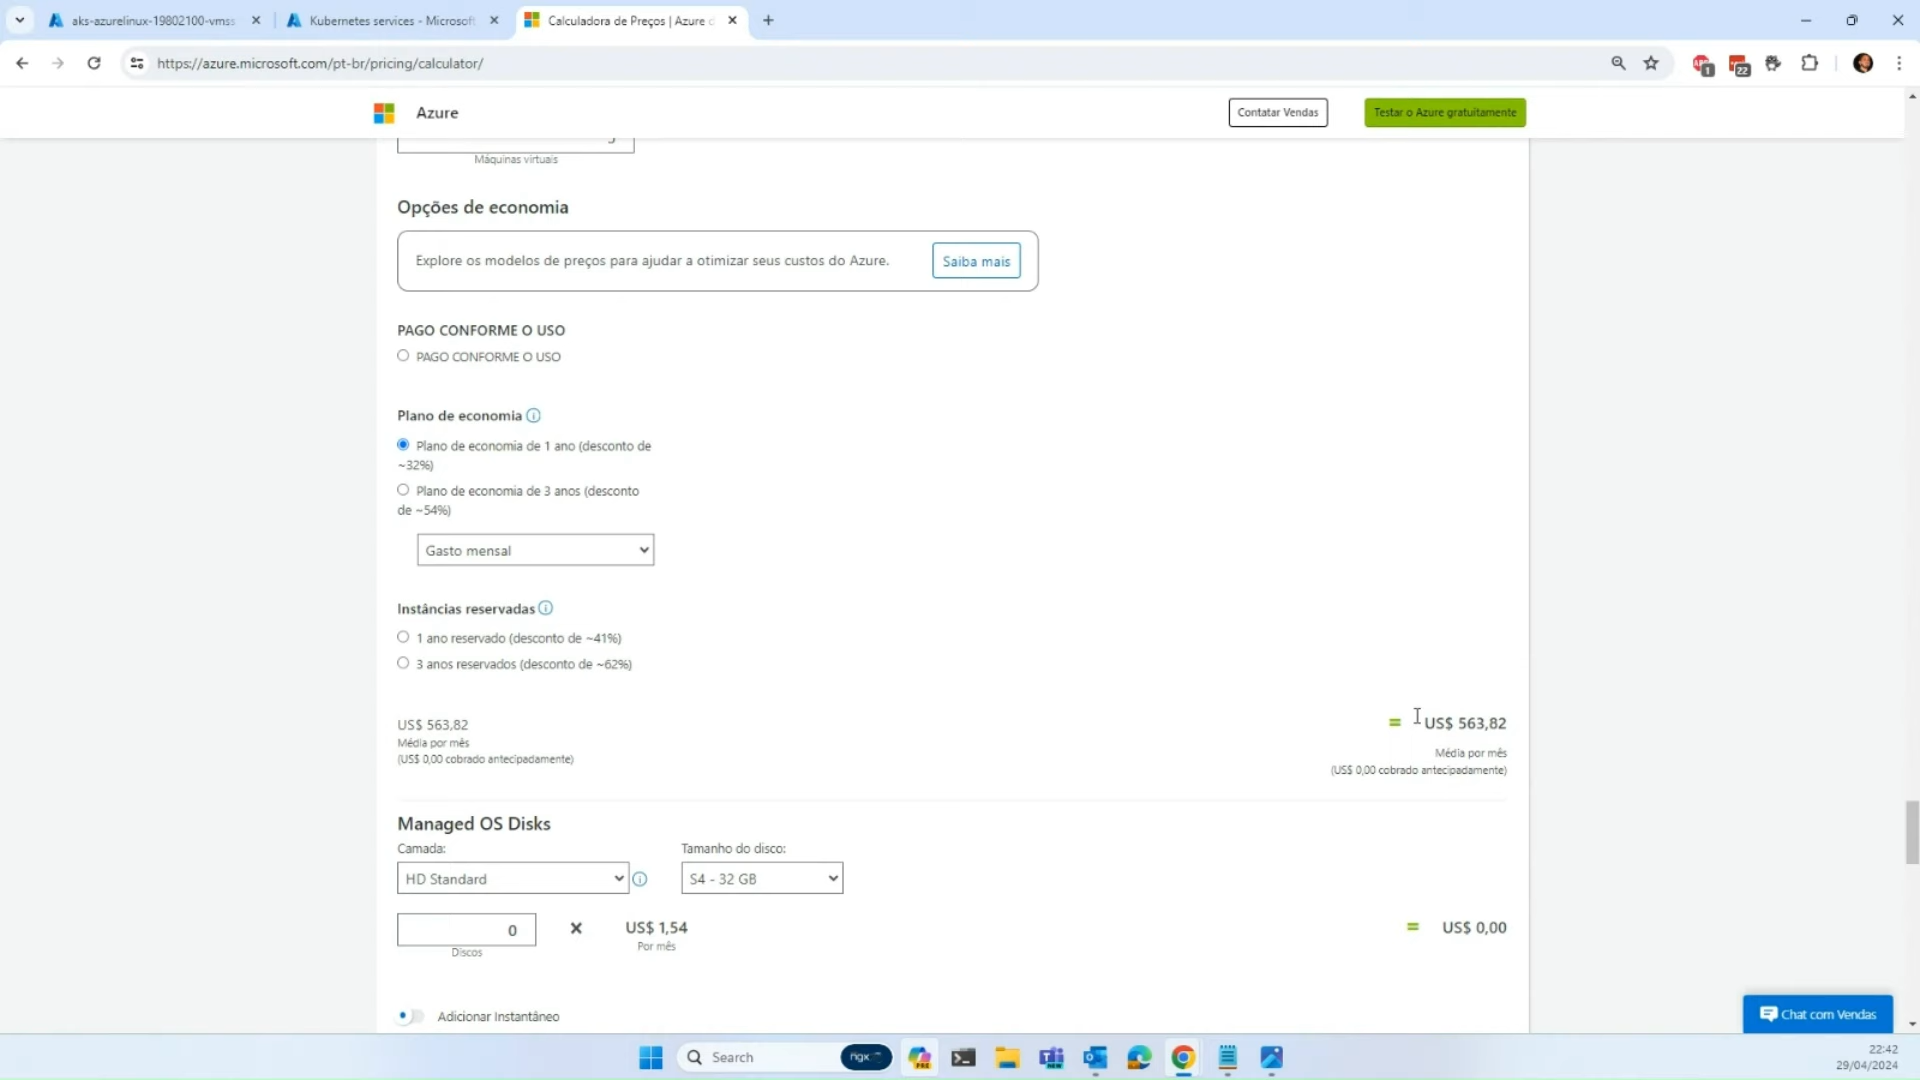 aks-azurelinux-19802100-vmss
Kubernetes services - Microsoft
Calculadora de Preços | Azure d
https://azure.microsoft.com/pt-br/pricing/calculator/
1
22
Azure
Contatar Vendas
Testar o Azure gratuitamente
Máquinas virtuais
Opções de economia
Explore os modelos de preços para ajudar a otimizar seus custos do Azure.
Saiba mais
PAGO CONFORME O USO
PAGO CONFORME O USO
Plano de economia
Plano de economia de 1 ano (desconto de
~32%)
Plano de economia de 3 anos (desconto
de ~54%)
Gasto mensal
Instâncias reservadas
1 ano reservado (desconto de ~41%)
3 anos reservados (desconto de ~62%)
US$ 563,82
Média por mês
(US$ 0,00 cobrado antecipadamente)
= US$ 563,82
Média por mês
(US$ 0,00 cobrado antecipadamente)
Managed OS Disks
Camada:
Tamanho do disco:
HD Standard
S4 - 32 GB
0
Discos
×
US$ 1,54
Por mês
= US$ 0,00
Adicionar Instantâneo
Chat com Vendas
Search
22:42
29/04/2024